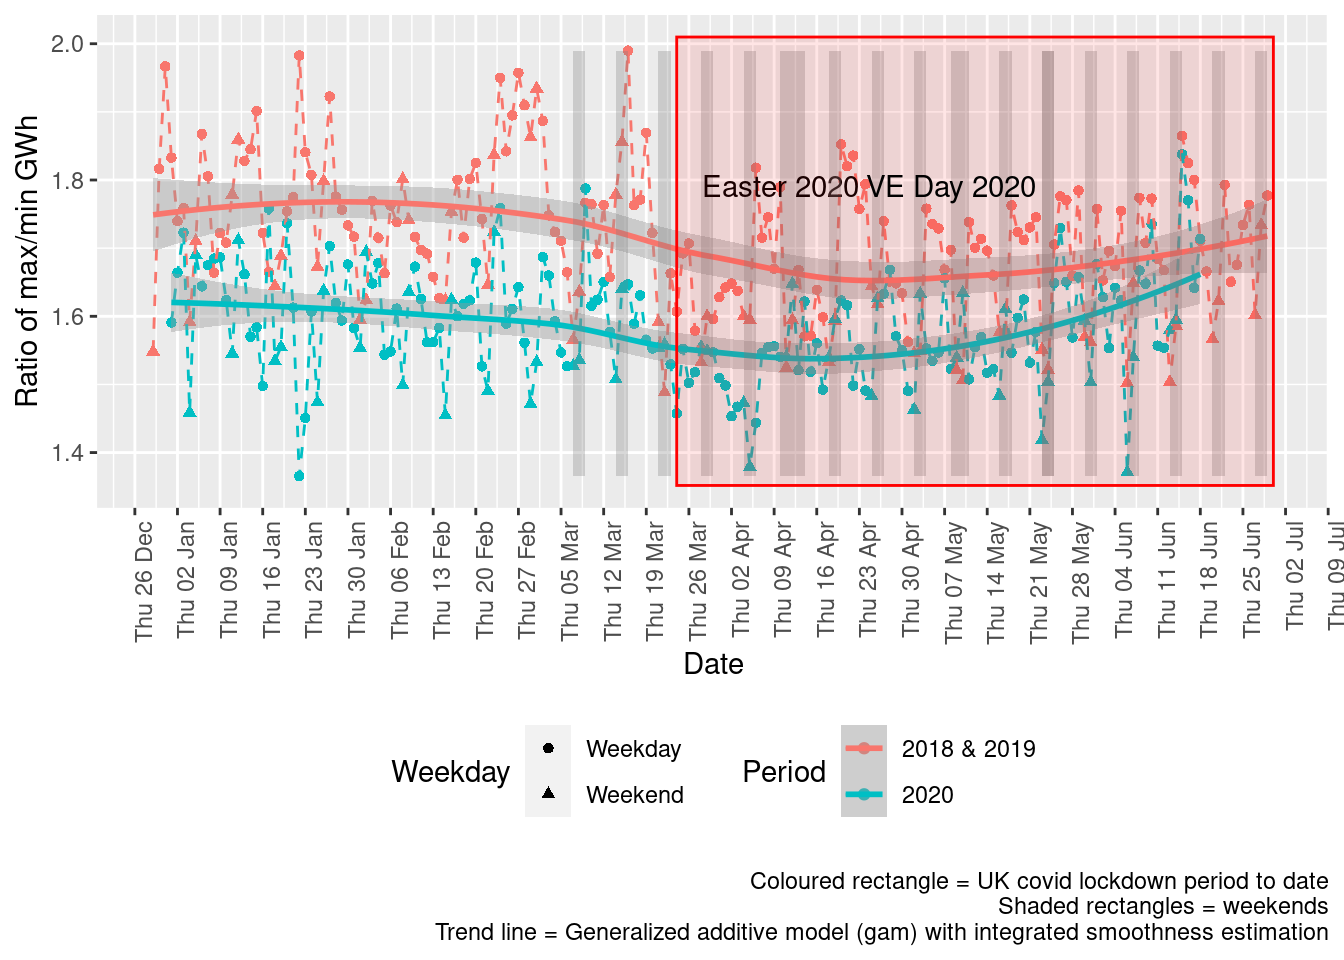 Ratio of max/min GWh
2.0
1.8
1.6
1.4
Easter 2020 VE Day 2020
Thu 26 Dec
Thu 02 Jan
Thu 09 Jan
Thu 16 Jan
Thu 23 Jan
Thu 30 Jan
Thu 06 Feb
Thu 13 Feb
Thu 20 Feb
Thu 27 Feb
Thu 05 Mar
Thu 12 Mar
Thu 19 Mar
Thu 26 Mar
Thu 02 Apr
Thu 09 Apr
Thu 16 Apr
Thu 23 Apr
Thu 30 Apr
Thu 07 May
Thu 14 May
Thu 21 May
Thu 28 May
Thu 04 Jun
Thu 11 Jun
Thu 18 Jun
Thu 25 Jun
Thu 02 Jul
Thu 09 Jul
Date
Weekday
Weekday
Weekend
Period
2018 & 2019
2020
Coloured rectangle = UK covid lockdown period to date
Shaded rectangles = weekends
Trend line = Generalized additive model (gam) with integrated smoothness estimation